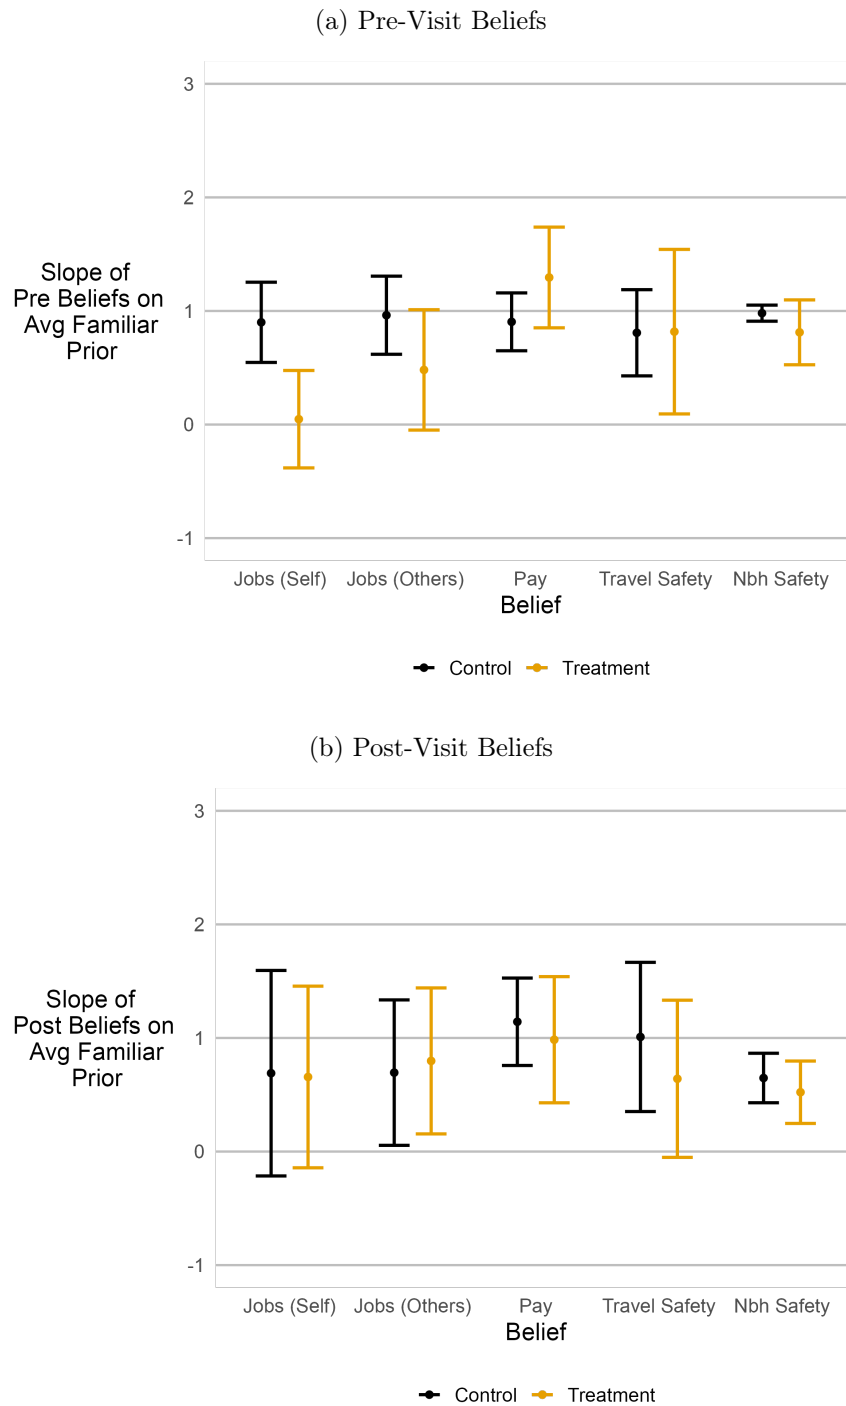 (a) Pre-Visit Beliefs
3
2
1
0
-1
Slope of
Pre Beliefs on
Avg Familiar
Prior
Jobs (Self) Jobs (Others) Pay Travel Safety Nbh Safety
Belief
Control Treatment
(b) Post-Visit Beliefs
3
2
1
0
-1
Slope of
Post Beliefs on
Avg Familiar
Prior
Jobs (Self) Jobs (Others) Pay Travel Safety Nbh Safety
Belief
Control Treatment